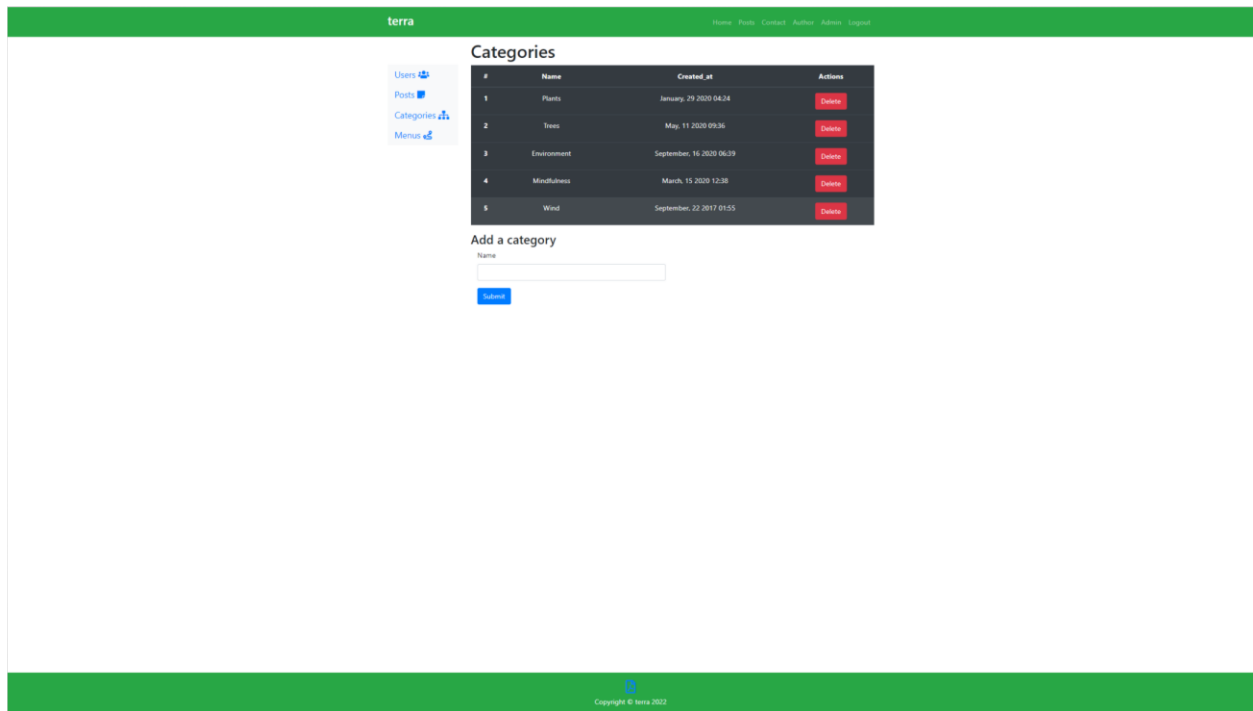 terra
Home Posts Contact Author Admin Logout
Categories
Users
Posts
Categories
Menus
# Name Created_at Actions
1 Plants January, 29 2020 04:24 Delete
2 Trees May, 11 2020 09:36 Delete
3 Environment September, 16 2020 06:39 Delete
4 Mindfulness March, 15 2020 12:38 Delete
5 Wind September, 22 2017 01:55 Delete
Add a category
Name
Submit
Copyright © terra 2022